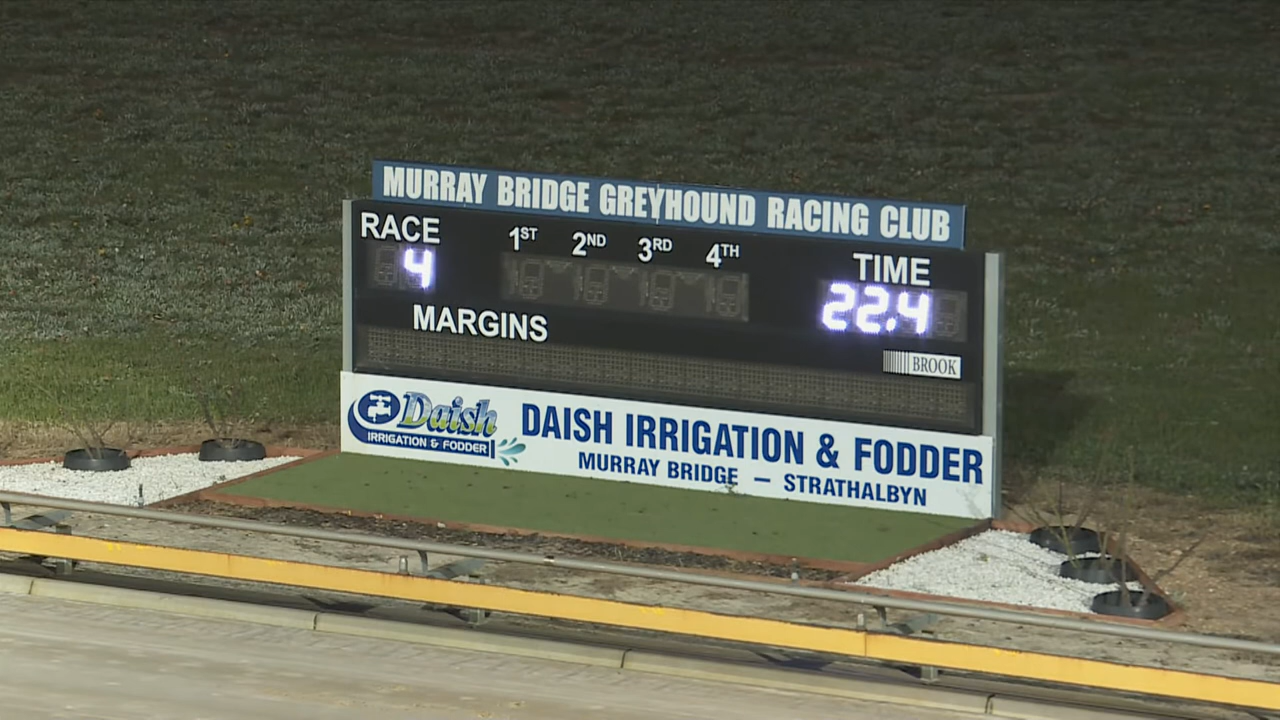 MURRAY BRIDGE GREYHOUND RACING CLUB
RACE 1ST 2ND 3RD 4TH TIME
4 22.4
MARGINS
BROOK
Daish
IRRIGATION & FODDER
DAISH IRRIGATION & FODDER
MURRAY BRIDGE – STRATHALBYN